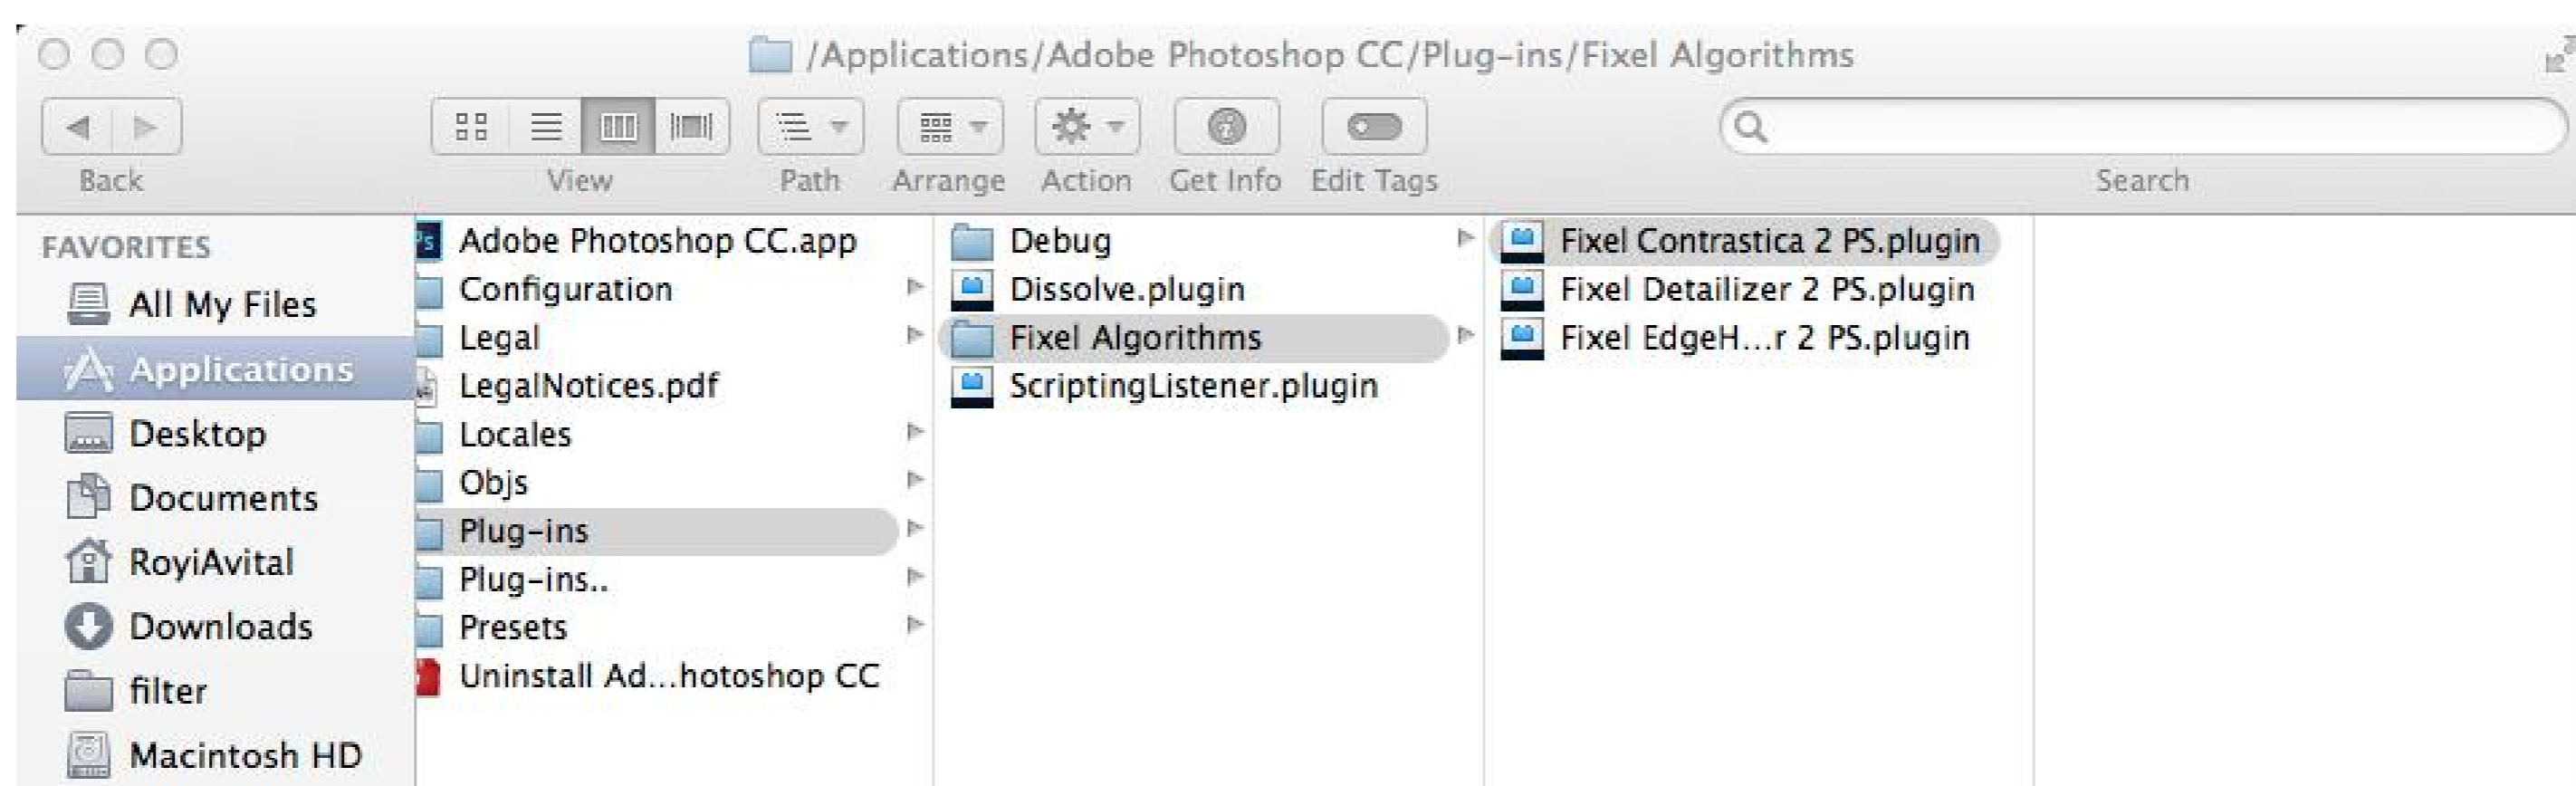 /Applications/Adobe Photoshop CC/Plug-ins/Fixel Algorithms
Back
View
Path
Arrange
Action
Get Info
Edit Tags
Search
FAVORITES
All My Files
Applications
Desktop
Documents
RoyiAvital
Downloads
filter
Macintosh HD
Ps
Adobe Photoshop CC.app
Configuration
Legal
LegalNotices.pdf
Locales
Objs
Plug-ins
Plug-ins..
Presets
Uninstall Ad...hotoshop CC
Debug
Dissolve.plugin
Fixel Algorithms
ScriptingListener.plugin
Fixel Contrastica 2 PS.plugin
Fixel Detailizer 2 PS.plugin
Fixel EdgeH...r 2 PS.plugin